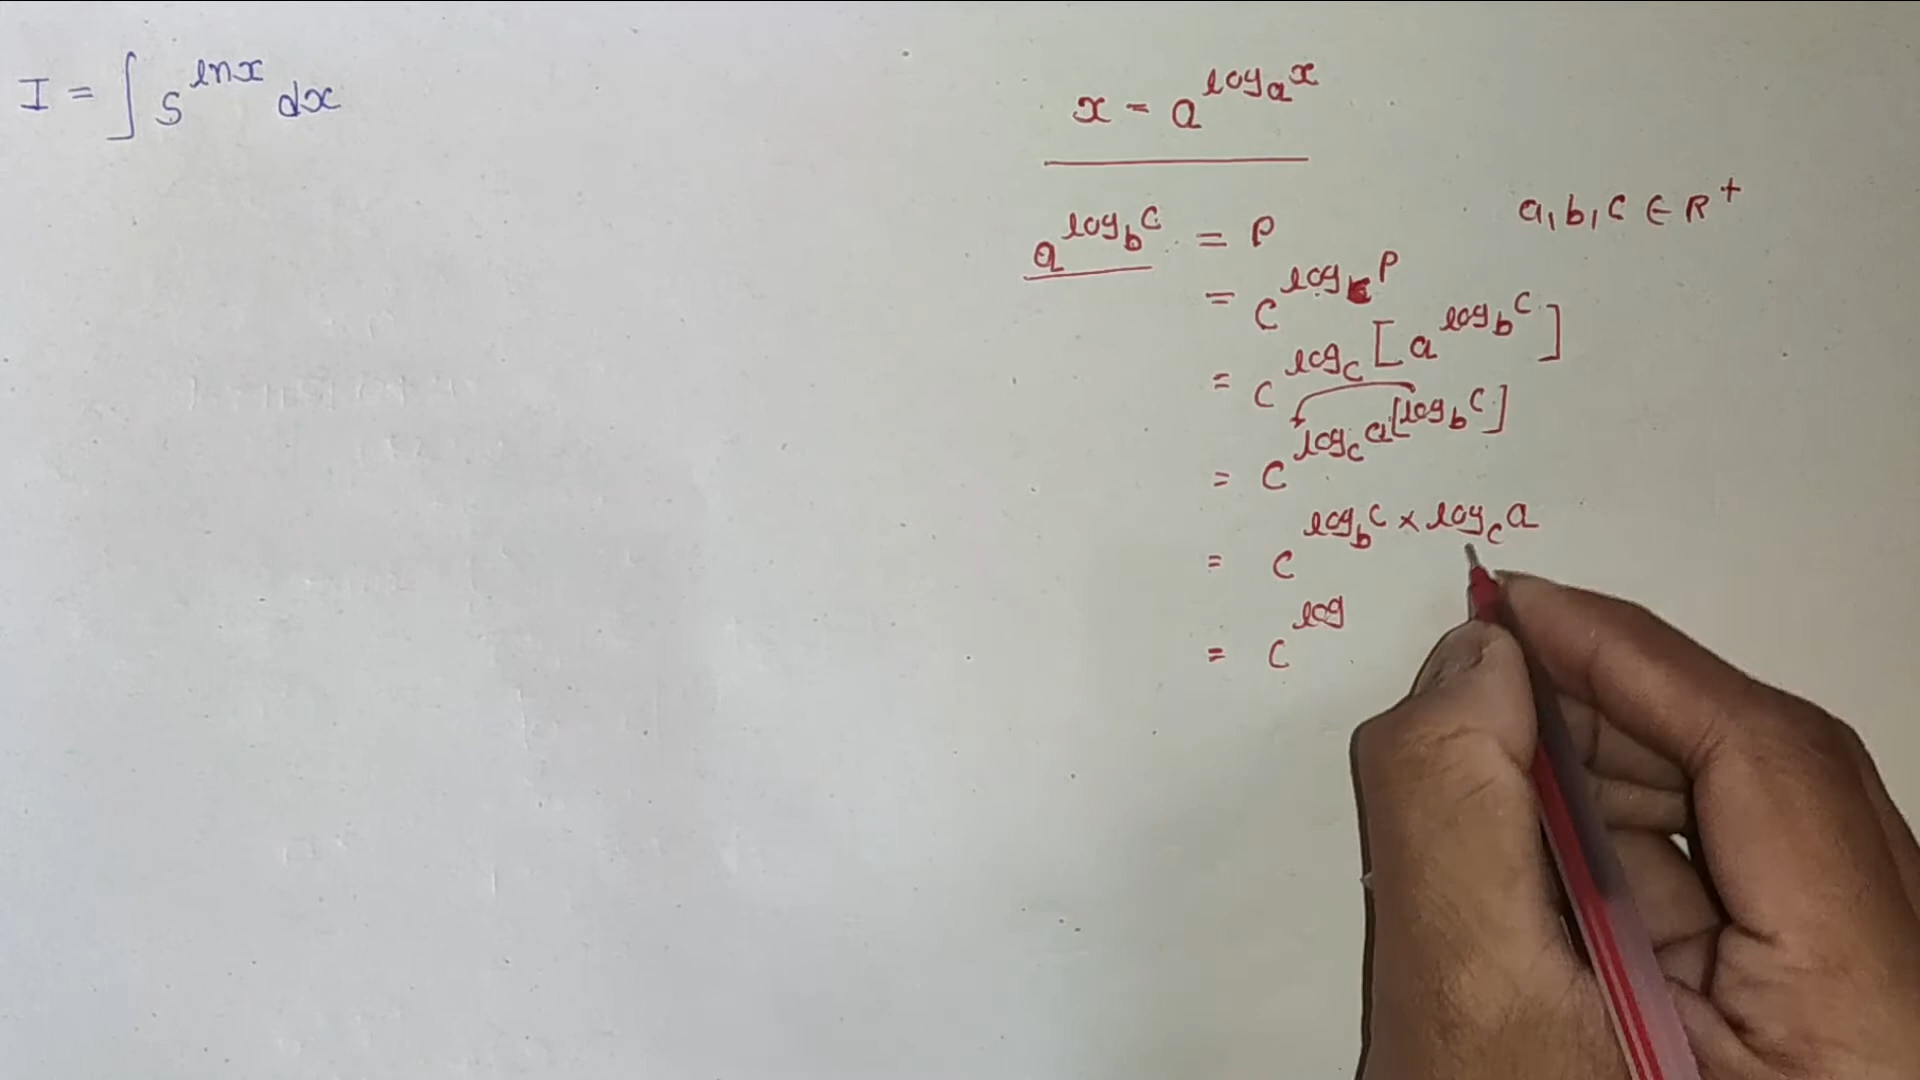 I = ∫ 5^{ln x} dx
x = a^{log_a x}
a, b, c ∈ R^+
a^{log_b c} = P
= c^{log_c P}
= c^{log_c [a^{log_b c}]}
= c^{log_c a^{[log_b c]}}
= c^{log_b c × log_c a}
= c^{log}